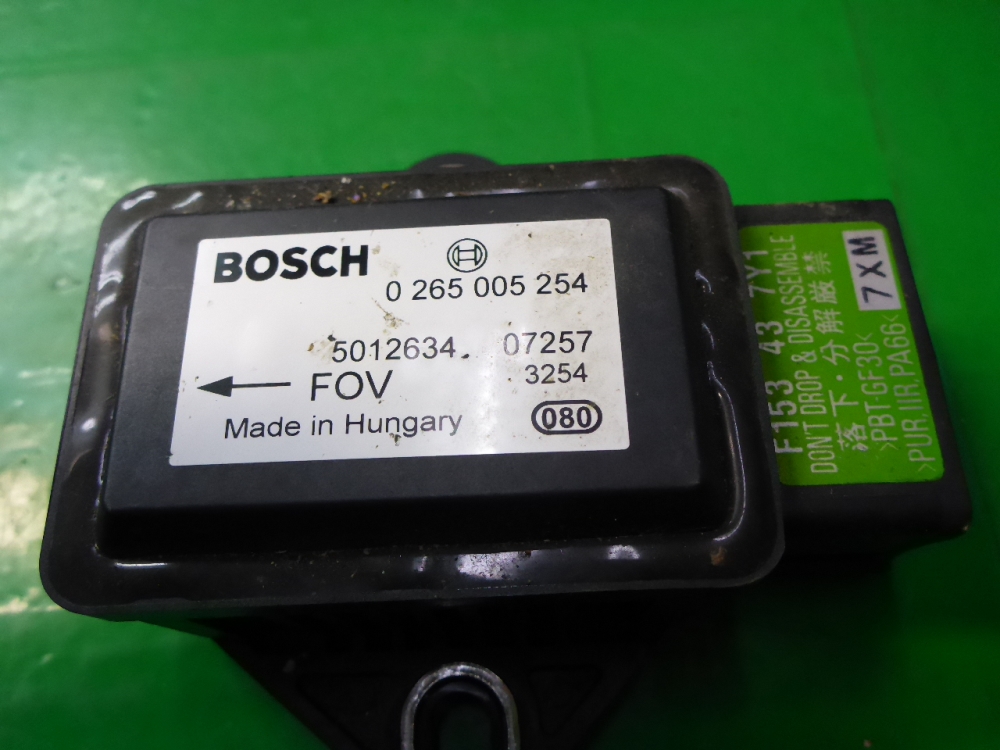 BOSCH
0 265 005 254
5012634. 07257
FOV 3254
Made in Hungary 080
F153 43 7Y1
DON'T DROP & DISASSEMBLE
落下・分解厳禁
>PBT-GF30<
>PUR,IIR,PA66<
7XM